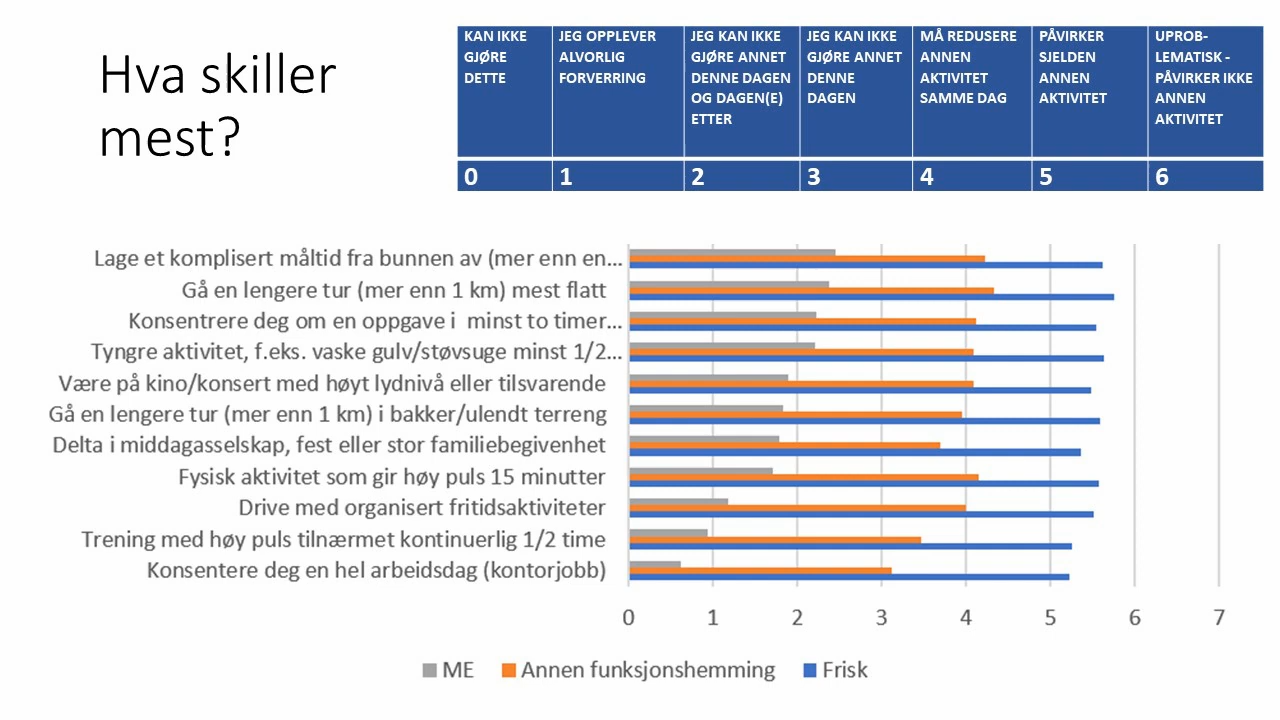 Hva skiller
mest?
KAN IKKE
GJØRE
DETTE
JEG OPPLEVER
ALVORLIG
FORVERRING
JEG KAN IKKE
GJØRE ANNET
DENNE DAGEN
OG DAGEN(E)
ETTER
JEG KAN IKKE
GJØRE ANNET
DENNE
DAGEN
MÅ REDUSERE
ANNEN
AKTIVITET
SAMME DAG
PÅVIRKER
SJELDEN
ANNEN
AKTIVITET
UPROB-
LEMATISK -
PÅVIRKER IKKE
ANNEN
AKTIVITET
0 1 2 3 4 5 6
Lage et komplisert måltid fra bunnen av (mer enn en...
Gå en lengere tur (mer enn 1 km) mest flatt
Konsentrere deg om en oppgave i  minst to timer...
Tyngre aktivitet, f.eks. vaske gulv/støvsuge minst 1/2...
Være på kino/konsert med høyt lydnivå eller tilsvarende
Gå en lengere tur (mer enn 1 km) i bakker/ulendt terreng
Delta i middagasselskap, fest eller stor familiebegivenhet
Fysisk aktivitet som gir høy puls 15 minutter
Drive med organisert fritidsaktiviteter
Trening med høy puls tilnærmet kontinuerlig 1/2 time
Konsentere deg en hel arbeidsdag (kontorjobb)
0 1 2 3 4 5 6 7
ME Annen funksjonshemming Frisk